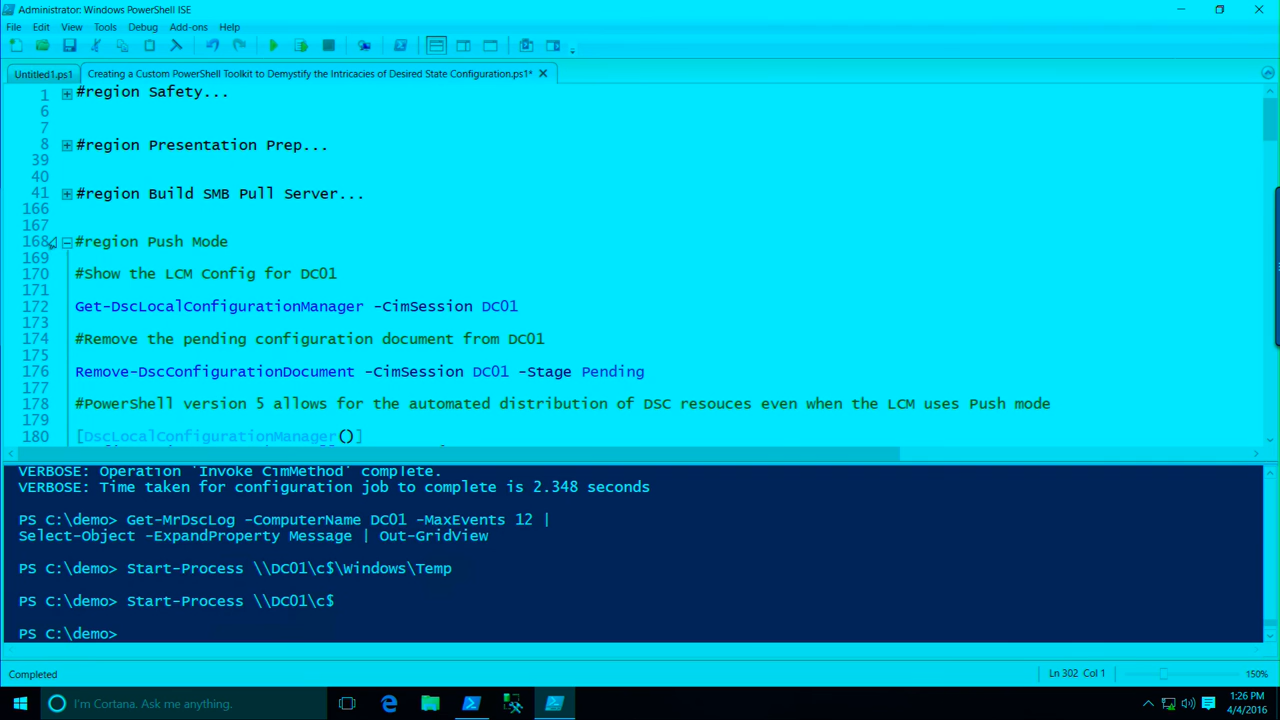 Administrator: Windows PowerShell ISE
File Edit View Tools Debug Add-ons Help
Untitled1.ps1 Creating a Custom PowerShell Toolkit to Demystify the Intricacies of Desired State Configuration.ps1*
1 #region Safety...
6
7
8 #region Presentation Prep...
39
40
41 #region Build SMB Pull Server...
166
167
168 #region Push Mode
169
170 #Show the LCM Config for DC01
171
172 Get-DscLocalConfigurationManager -CimSession DC01
173
174 #Remove the pending configuration document from DC01
175
176 Remove-DscConfigurationDocument -CimSession DC01 -Stage Pending
177
178 #PowerShell version 5 allows for the automated distribution of DSC resouces even when the LCM uses Push mode
179
180 [DscLocalConfigurationManager()]
VERBOSE: Operation 'Invoke CimMethod' complete.
VERBOSE: Time taken for configuration job to complete is 2.348 seconds
PS C:\demo> Get-MrDscLog -ComputerName DC01 -MaxEvents 12 |
Select-Object -ExpandProperty Message | Out-GridView
PS C:\demo> Start-Process \\DC01\c$\Windows\Temp
PS C:\demo> Start-Process \\DC01\c$
PS C:\demo>
Completed Ln 302 Col 1 150%
I'm Cortana. Ask me anything. 1:26 PM
4/4/2016